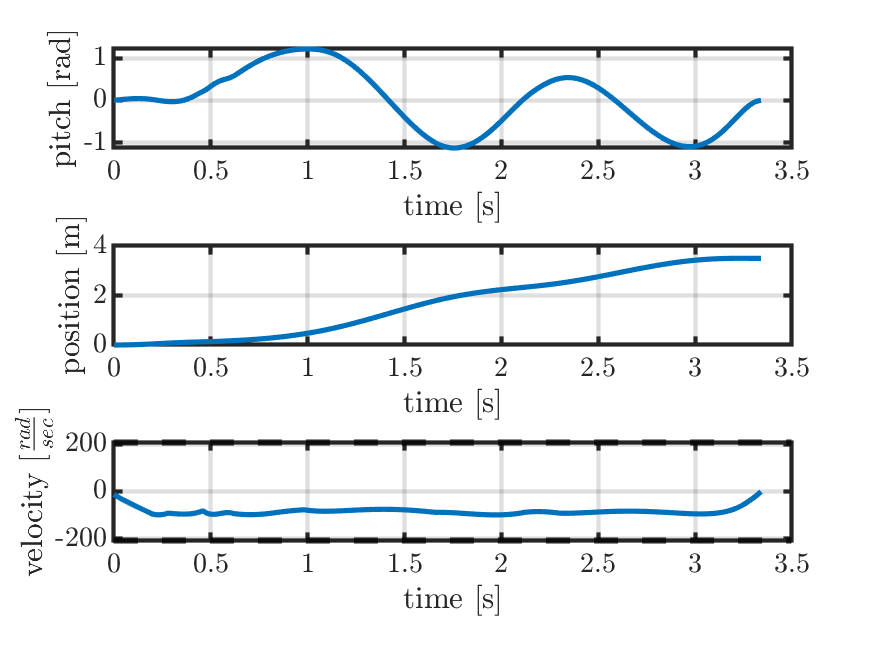 pitch [rad]
1
0
-1
0 0.5 1 1.5 2 2.5 3 3.5
time [s]
position [m]
4
2
0
0 0.5 1 1.5 2 2.5 3 3.5
time [s]
velocity [rad/sec]
200
0
-200
0 0.5 1 1.5 2 2.5 3 3.5
time [s]